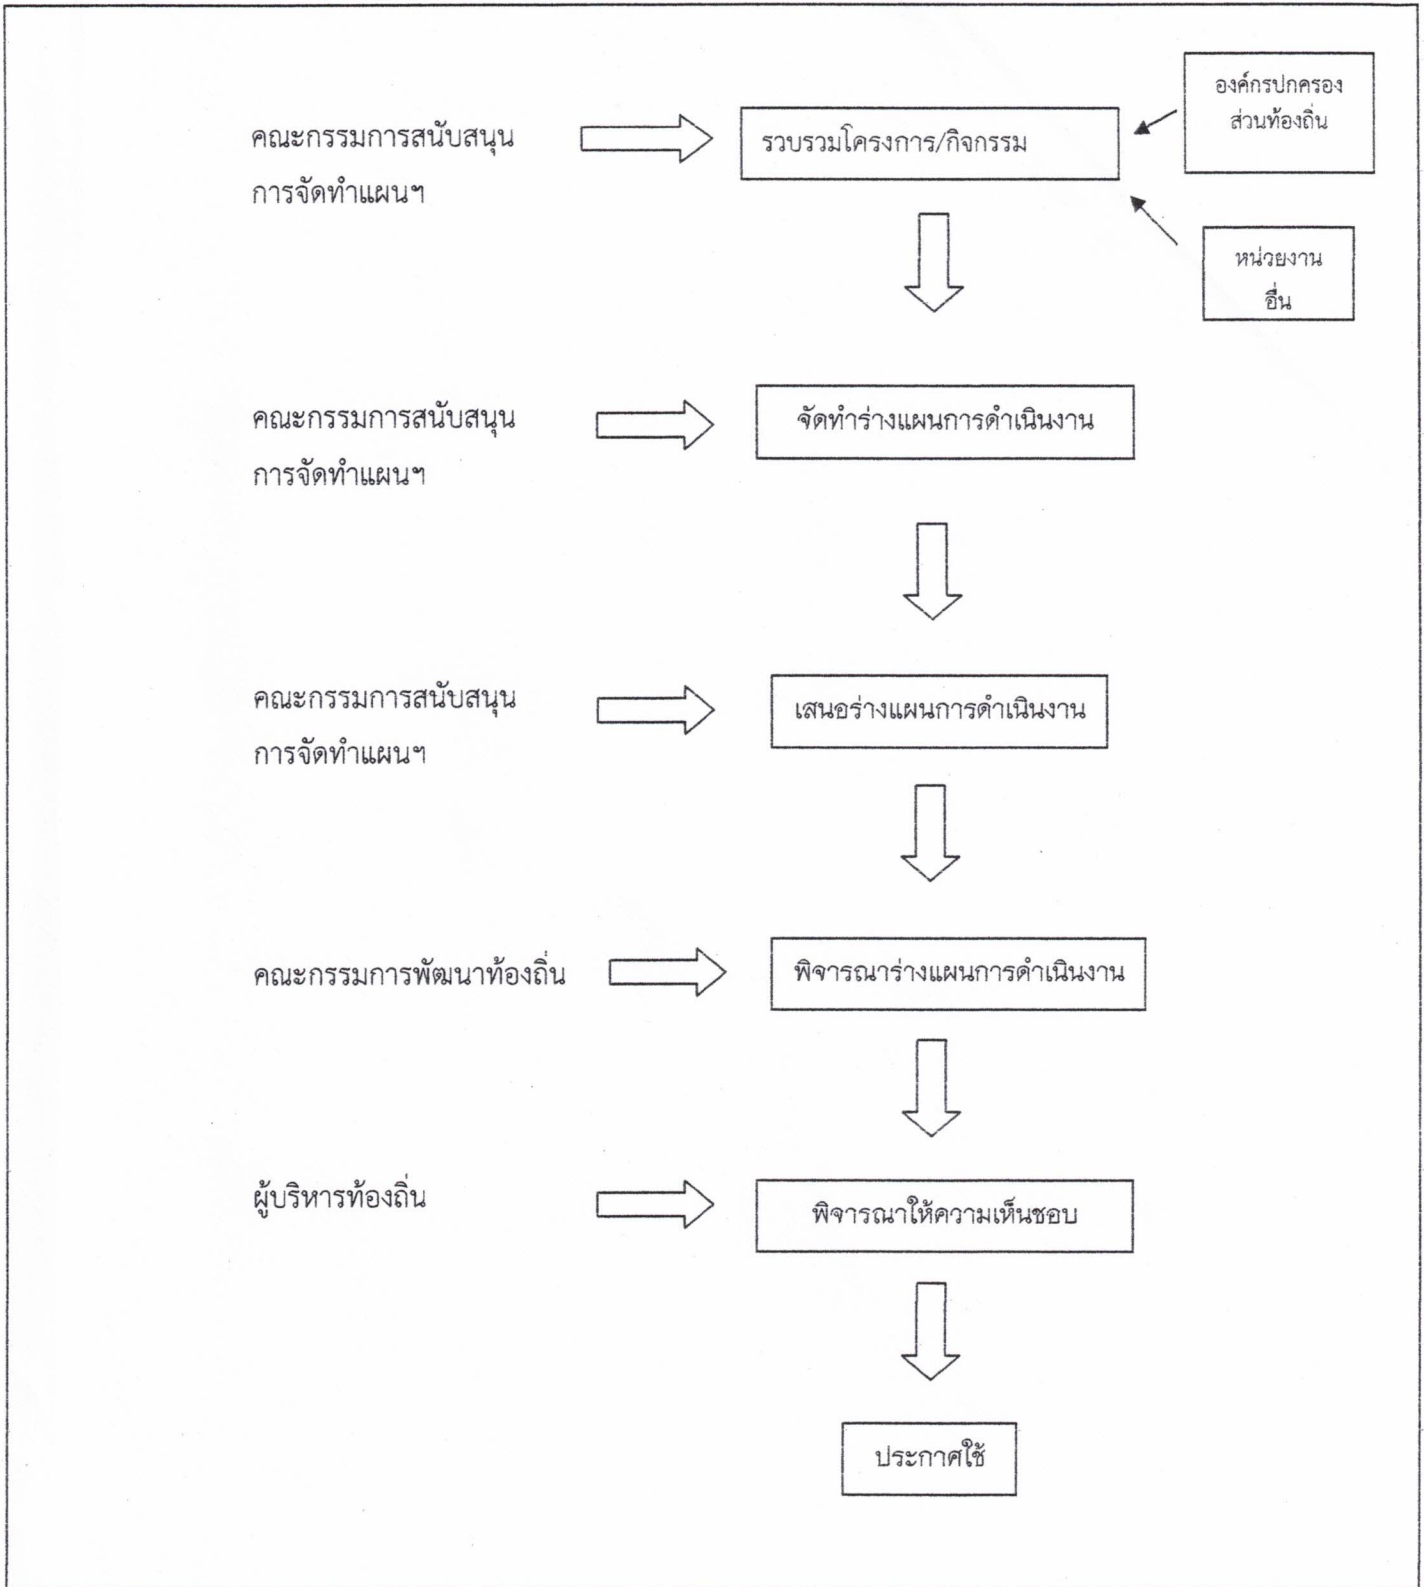 องค์กรปกครอง
ส่วนท้องถิ่น
คณะกรรมการสนับสนุน
การจัดทำแผนฯ
รวบรวมโครงการ/กิจกรรม
หน่วยงาน
อื่น
คณะกรรมการสนับสนุน
การจัดทำแผนฯ
จัดทำร่างแผนการดำเนินงาน
คณะกรรมการสนับสนุน
การจัดทำแผนฯ
เสนอร่างแผนการดำเนินงาน
คณะกรรมการพัฒนาท้องถิ่น
พิจารณาร่างแผนการดำเนินงาน
ผู้บริหารท้องถิ่น
พิจารณาให้ความเห็นชอบ
ประกาศใช้